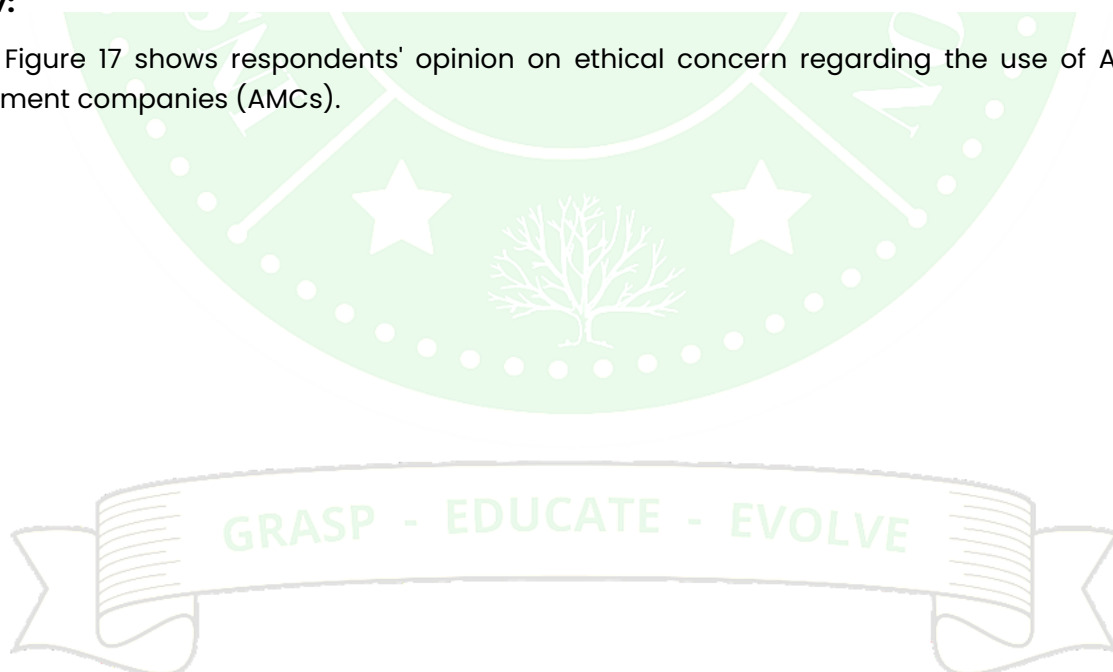 Figure 17 shows respondents' opinion on ethical concern regarding the use of A
ment companies (AMCs).
GRASP - EDUCATE - EVOLVE